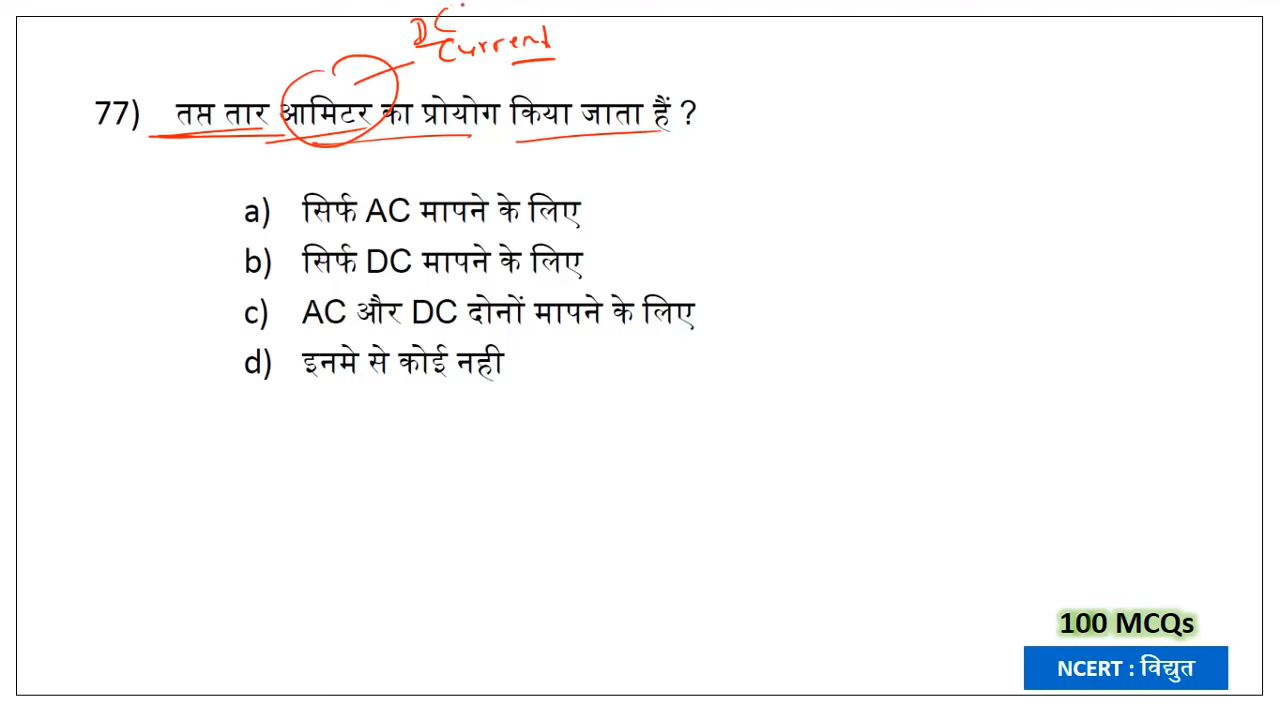 DC
Current
77) तप्त तार आमिटर का प्रोयोग किया जाता हैं ?
a) सिर्फ AC मापने के लिए
b) सिर्फ DC मापने के लिए
c) AC और DC दोनों मापने के लिए
d) इनमे से कोई नही
100 MCQs
NCERT : विद्युत